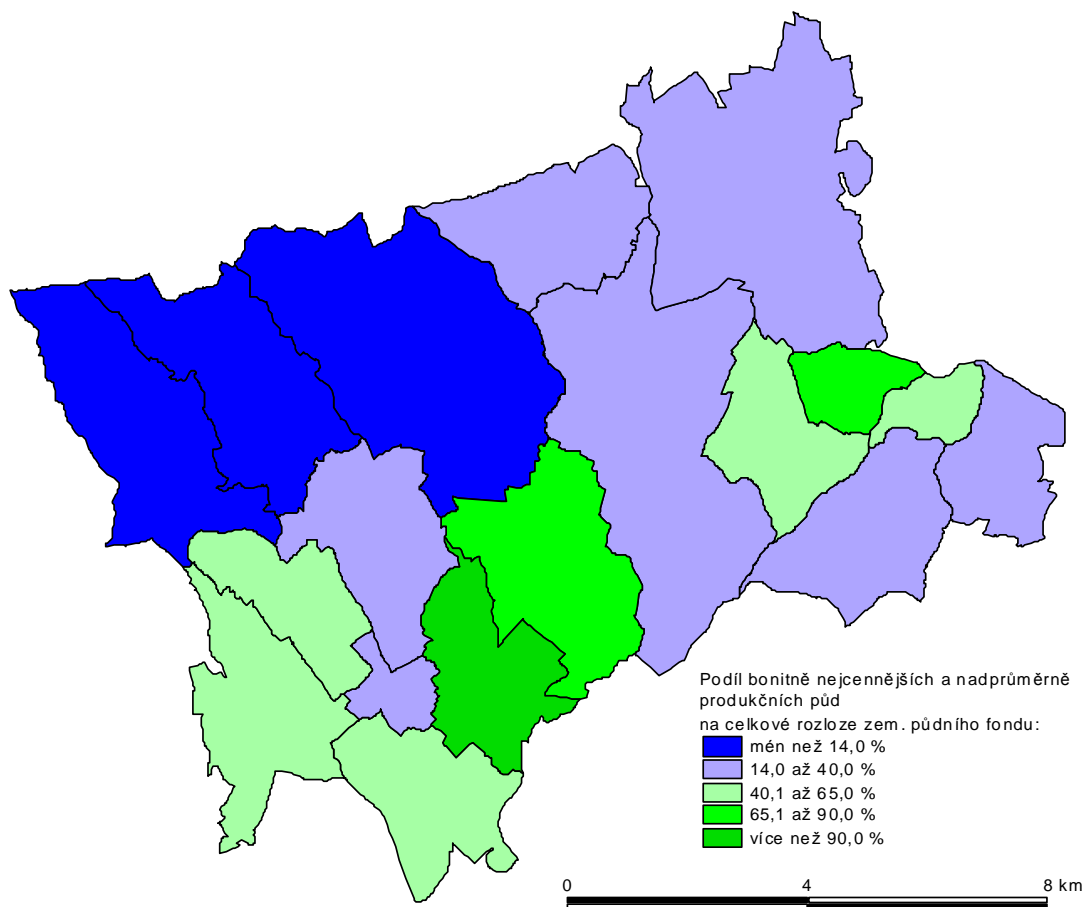 Podíl bonitně nejcennějších a nadprůměrně
produkčních půd
na celkové rozloze zem. půdního fondu:
mén než 14,0 %
14,0 až 40,0 %
40,1 až 65,0 %
65,1 až 90,0 %
více než 90,0 %
0 4 8 km